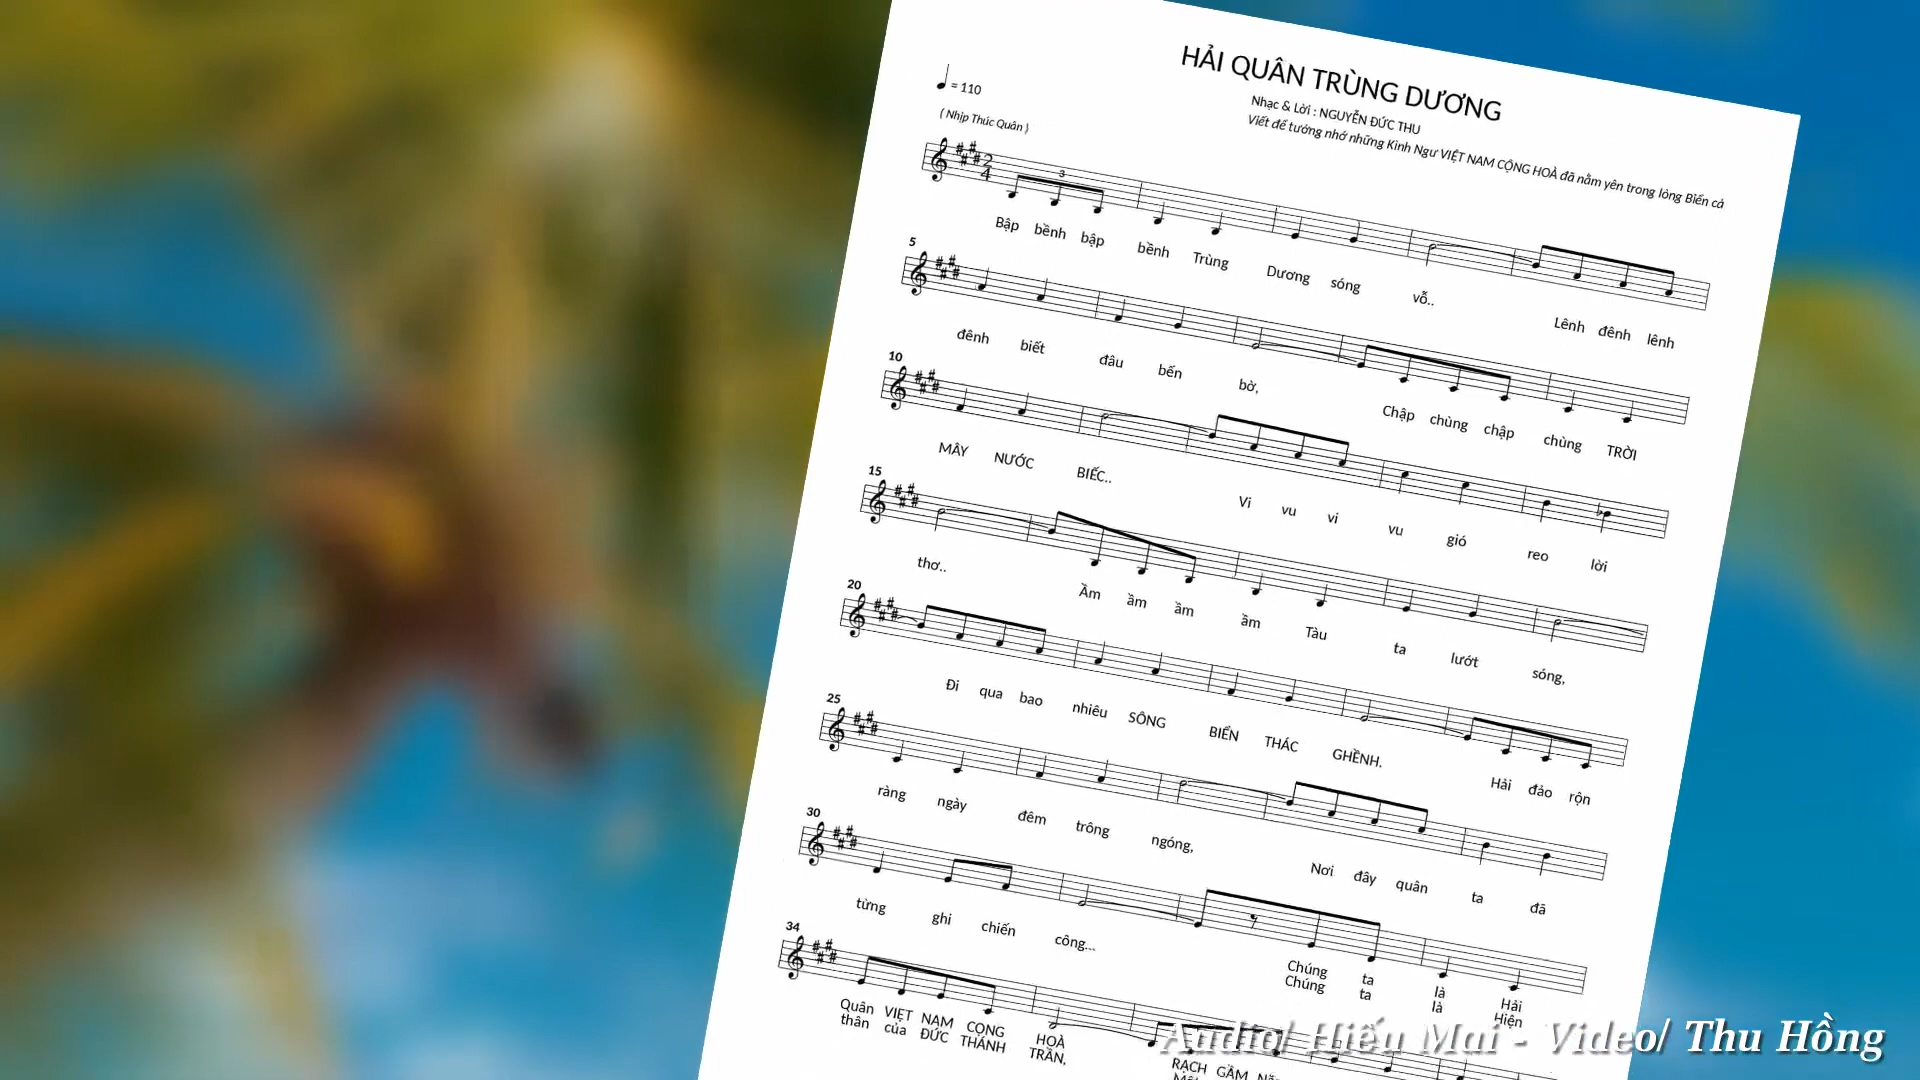 HẢI QUÂN TRÙNG DƯƠNG
= 110
Nhạc & Lời : NGUYỄN ĐỨC THU
( Nhịp Thúc Quân )
Viết để tưởng nhớ những Kình Ngư VIỆT NAM CỘNG HOÀ đã nằm yên trong lòng Biển cả
2
4
3
Bập bềnh bập bềnh Trùng Dương sóng vỗ.. Lênh đênh lênh
5
đênh biết đâu bến bờ, Chập chùng chập chùng TRỜI
10
MÂY NƯỚC BIẾC.. Vi vu vi vu gió reo lời
15
thơ.. Ầm ầm ầm ầm Tàu ta lướt sóng,
20
Đi qua bao nhiêu SÔNG BIỂN THÁC GHỀNH. Hải đảo rộn
25
ràng ngày đêm trông ngóng, Nơi đây quân ta đã
30
từng ghi chiến công... Chúng ta là Hải
Chúng ta là Hiện
34
Quân VIỆT NAM CỘNG HOÀ RẠCH GẦM
thân của ĐỨC THÁNH TRẦN,
Audio/ Hiếu Mai - Video/ Thu Hồng